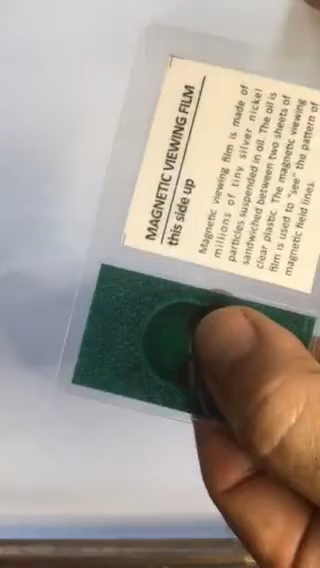 MAGNETIC VIEWING FILM
this side up
Magnetic viewing film is made of
millions of tiny silver nickel
particles suspended in oil. The oil is
sandwiched between two sheets of
clear plastic. The magnetic viewing
film is used to "see" the pattern of
magnetic field lines.